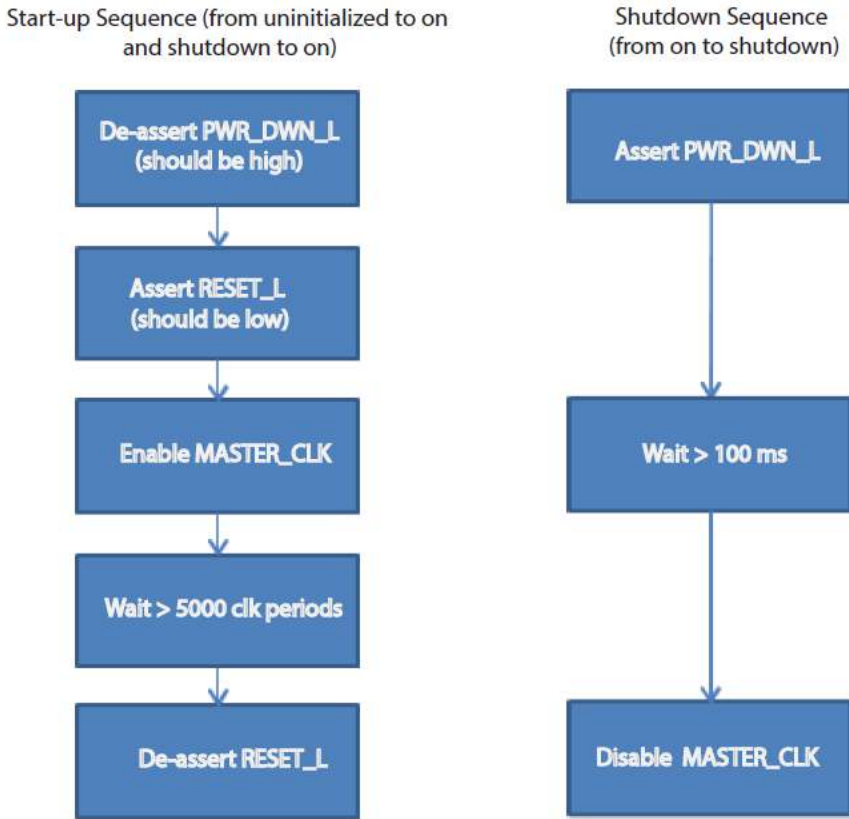 Start-up Sequence (from uninitialized to on
and shutdown to on)
De-assert PWR_DWN_L
(should be high)
Assert RESET_L
(should be low)
Enable MASTER_CLK
Wait > 5000 clk periods
De-assert RESET_L
Shutdown Sequence
(from on to shutdown)
Assert PWR_DWN_L
Wait > 100 ms
Disable MASTER_CLK